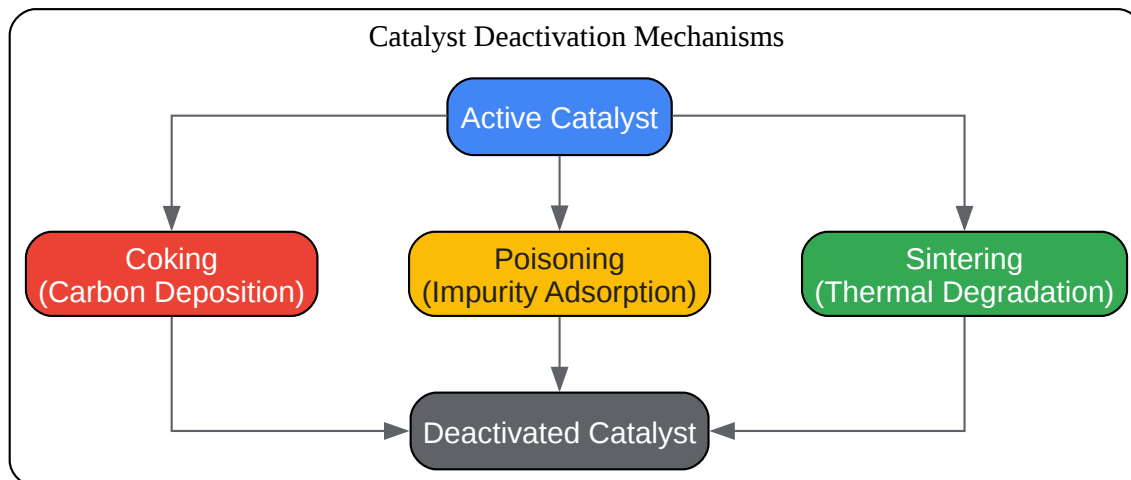 Catalyst Deactivation Mechanisms
Active Catalyst
Coking
(Carbon Deposition)
Poisoning
(Impurity Adsorption)
Sintering
(Thermal Degradation)
Deactivated Catalyst